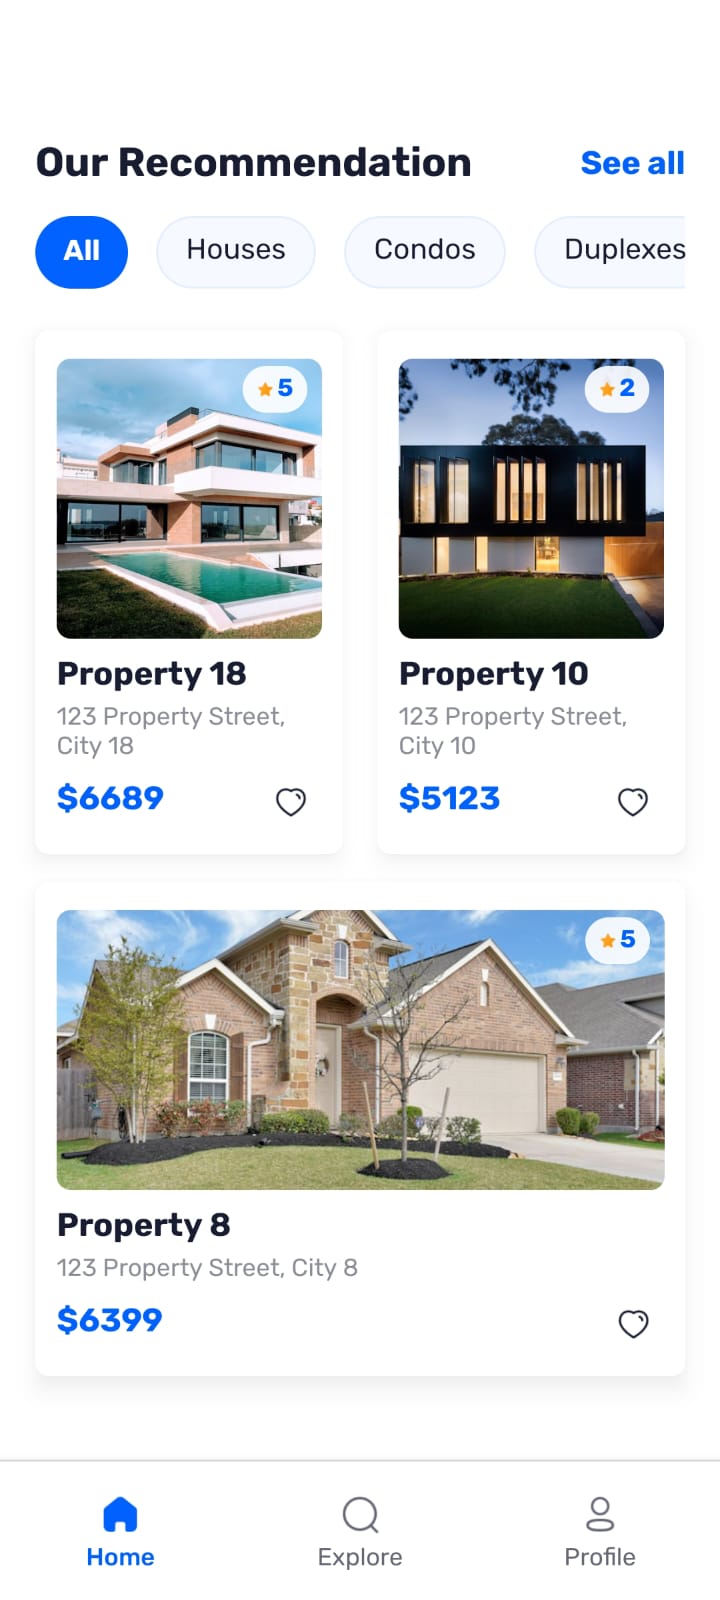 Our Recommendation
See all
All
Houses
Condos
Duplexes
5
2
Property 18
123 Property Street,
City 18
$6689
Property 10
123 Property Street,
City 10
$5123
5
Property 8
123 Property Street, City 8
$6399
Home
Explore
Profile